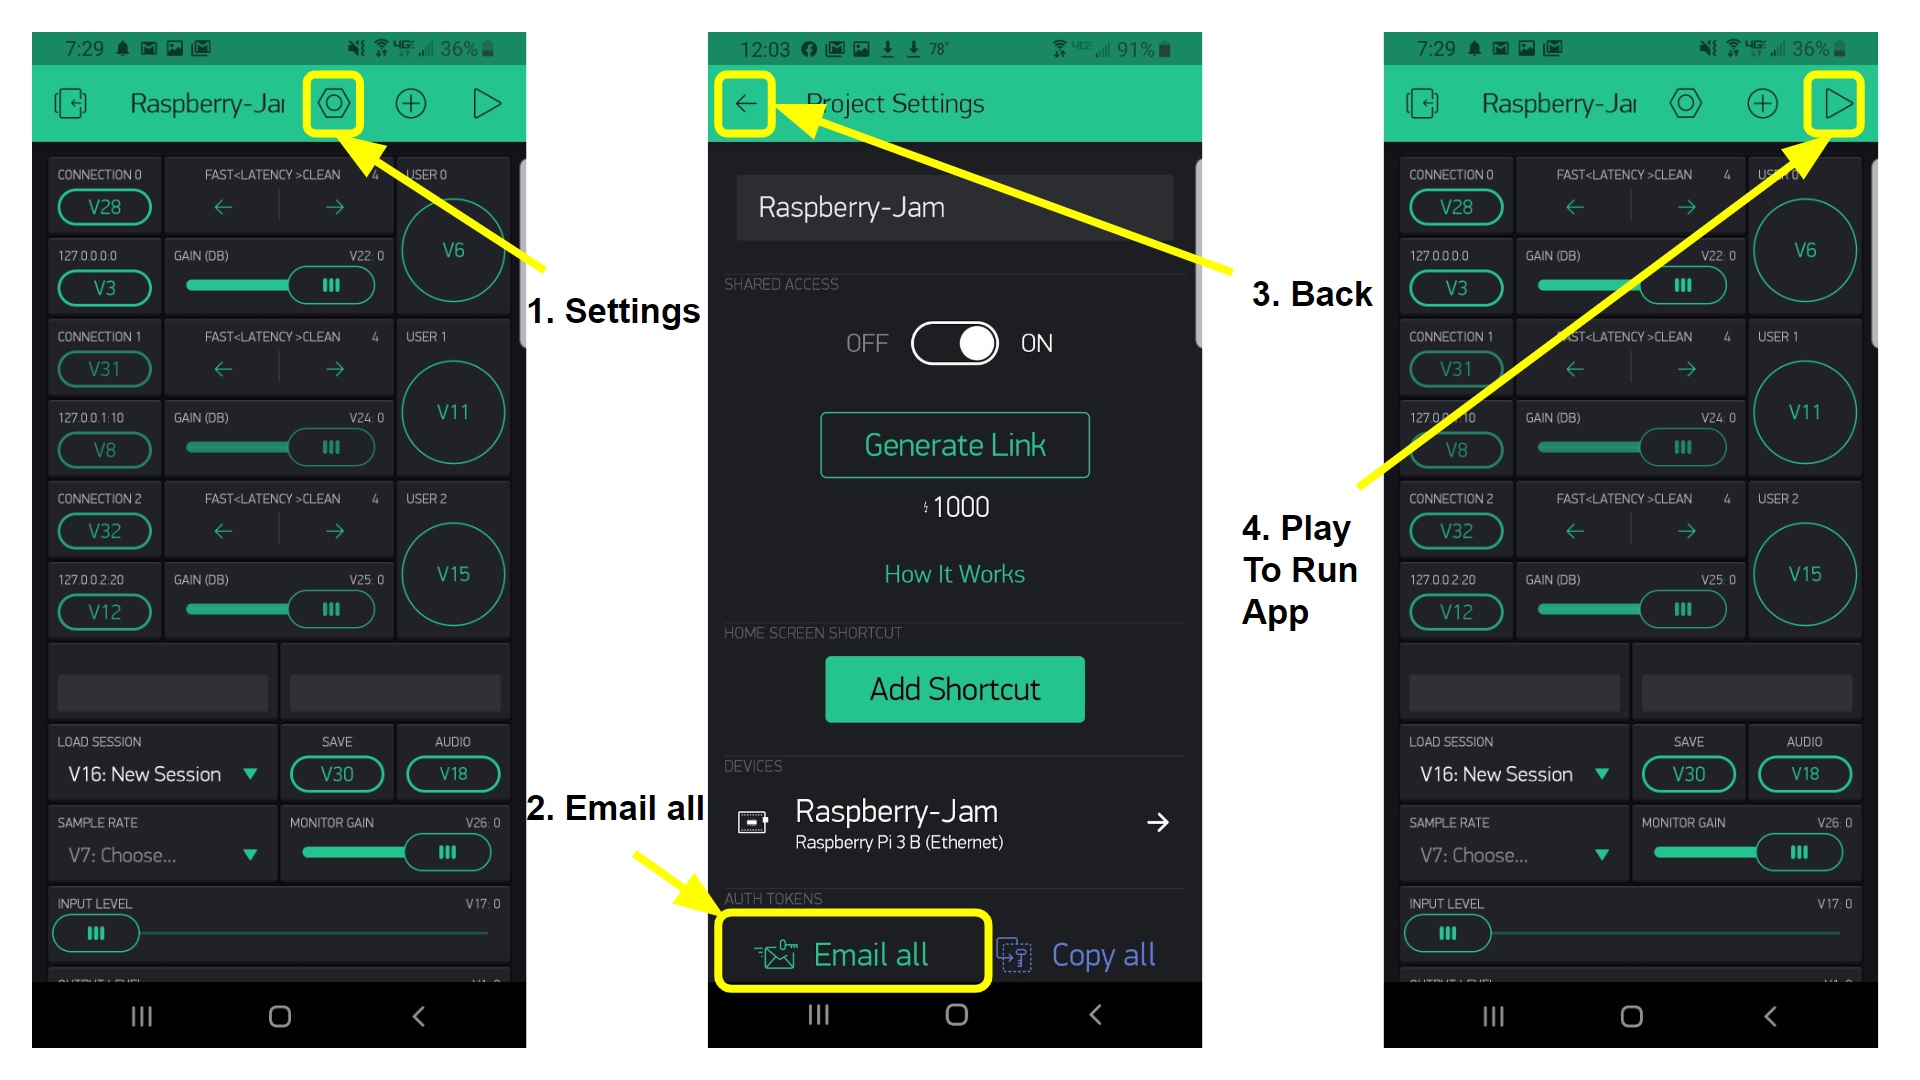 7:29
36%
Raspberry-Jar
CONNECTION 0
FAST<LATENCY >CLEAN
4
USER 0
V28
V6
127.0.0.0:0
GAIN (DB)
V22: 0
V3
CONNECTION 1
FAST<LATENCY >CLEAN
4
USER 1
V31
V11
127.0.0.1:10
GAIN (DB)
V24: 0
V8
CONNECTION 2
FAST<LATENCY >CLEAN
4
USER 2
V32
V15
127.0.0.2:20
GAIN (DB)
V25: 0
V12
LOAD SESSION
SAVE
AUDIO
V16: New Session
V30
V18
SAMPLE RATE
MONITOR GAIN
V26: 0
V7: Choose...
INPUT LEVEL
V17: 0
1. Settings
2. Email all
12:03
78°
4GE
91%
Project Settings
Raspberry-Jam
SHARED ACCESS
OFF
ON
Generate Link
1000
How It Works
HOME SCREEN SHORTCUT
Add Shortcut
DEVICES
Raspberry-Jam
Raspberry Pi 3 B (Ethernet)
AUTH TOKENS
Email all
Copy all
3. Back
4. Play
To Run
App
7:29
36%
Raspberry-Jar
CONNECTION 0
FAST<LATENCY >CLEAN
4
USER 0
V28
V6
127.0.0.0:0
GAIN (DB)
V22: 0
V3
CONNECTION 1
FAST<LATENCY >CLEAN
4
USER 1
V31
V11
127.0.0.1:10
GAIN (DB)
V24: 0
V8
CONNECTION 2
FAST<LATENCY >CLEAN
4
USER 2
V32
V15
127.0.0.2:20
GAIN (DB)
V25: 0
V12
LOAD SESSION
SAVE
AUDIO
V16: New Session
V30
V18
SAMPLE RATE
MONITOR GAIN
V26: 0
V7: Choose...
INPUT LEVEL
V17: 0